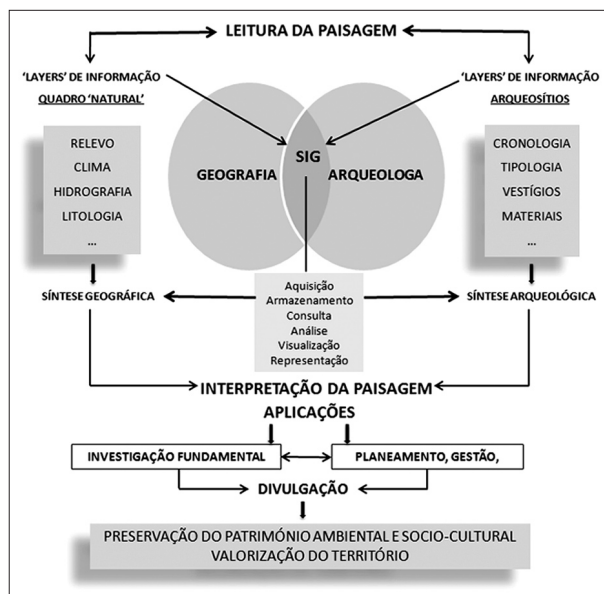 LEITURA DA PAISAGEM
‘LAYERS’ DE INFORMAÇÃO
QUADRO ‘NATURAL’
‘LAYERS’ DE INFORMAÇÃO
ARQUEOSÍTIOS
RELEVO
CLIMA
HIDROGRAFIA
LITOLOGIA
...
SIG
GEOGRAFIA
ARQUEOLOGA
CRONOLOGIA
TIPOLOGIA
VESTÍGIOS
MATERIAIS
...
SÍNTESE GEOGRÁFICA
Aquisição
Armazenamento
Consulta
Análise
Visualização
Representação
SÍNTESE ARQUEOLÓGICA
INTERPRETAÇÃO DA PAISAGEM
APLICAÇÕES
INVESTIGAÇÃO FUNDAMENTAL
PLANEAMENTO, GESTÃO,
DIVULGAÇÃO
PRESERVAÇÃO DO PATRIMÓNIO AMBIENTAL E SOCIO-CULTURAL
VALORIZAÇÃO DO TERRITÓRIO